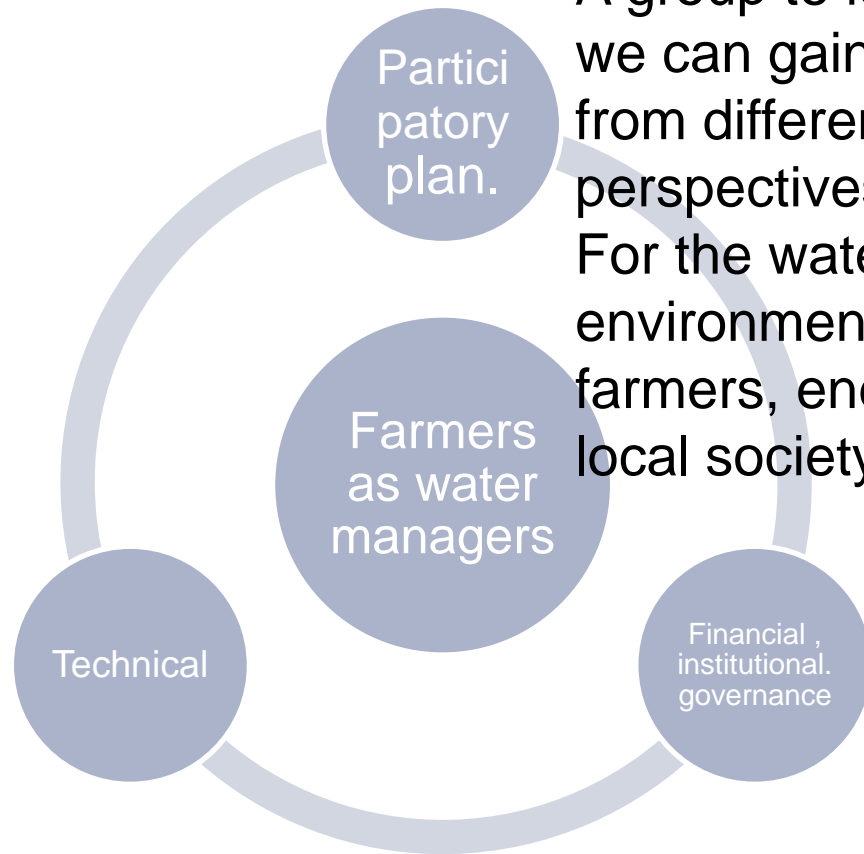 Partici
patory
plan.
we can gain
from differe
perspectives
For the wate
environmen
farmers, en
local society
Farmers
as water
managers
Technical
Financial ,
institutional.
governance